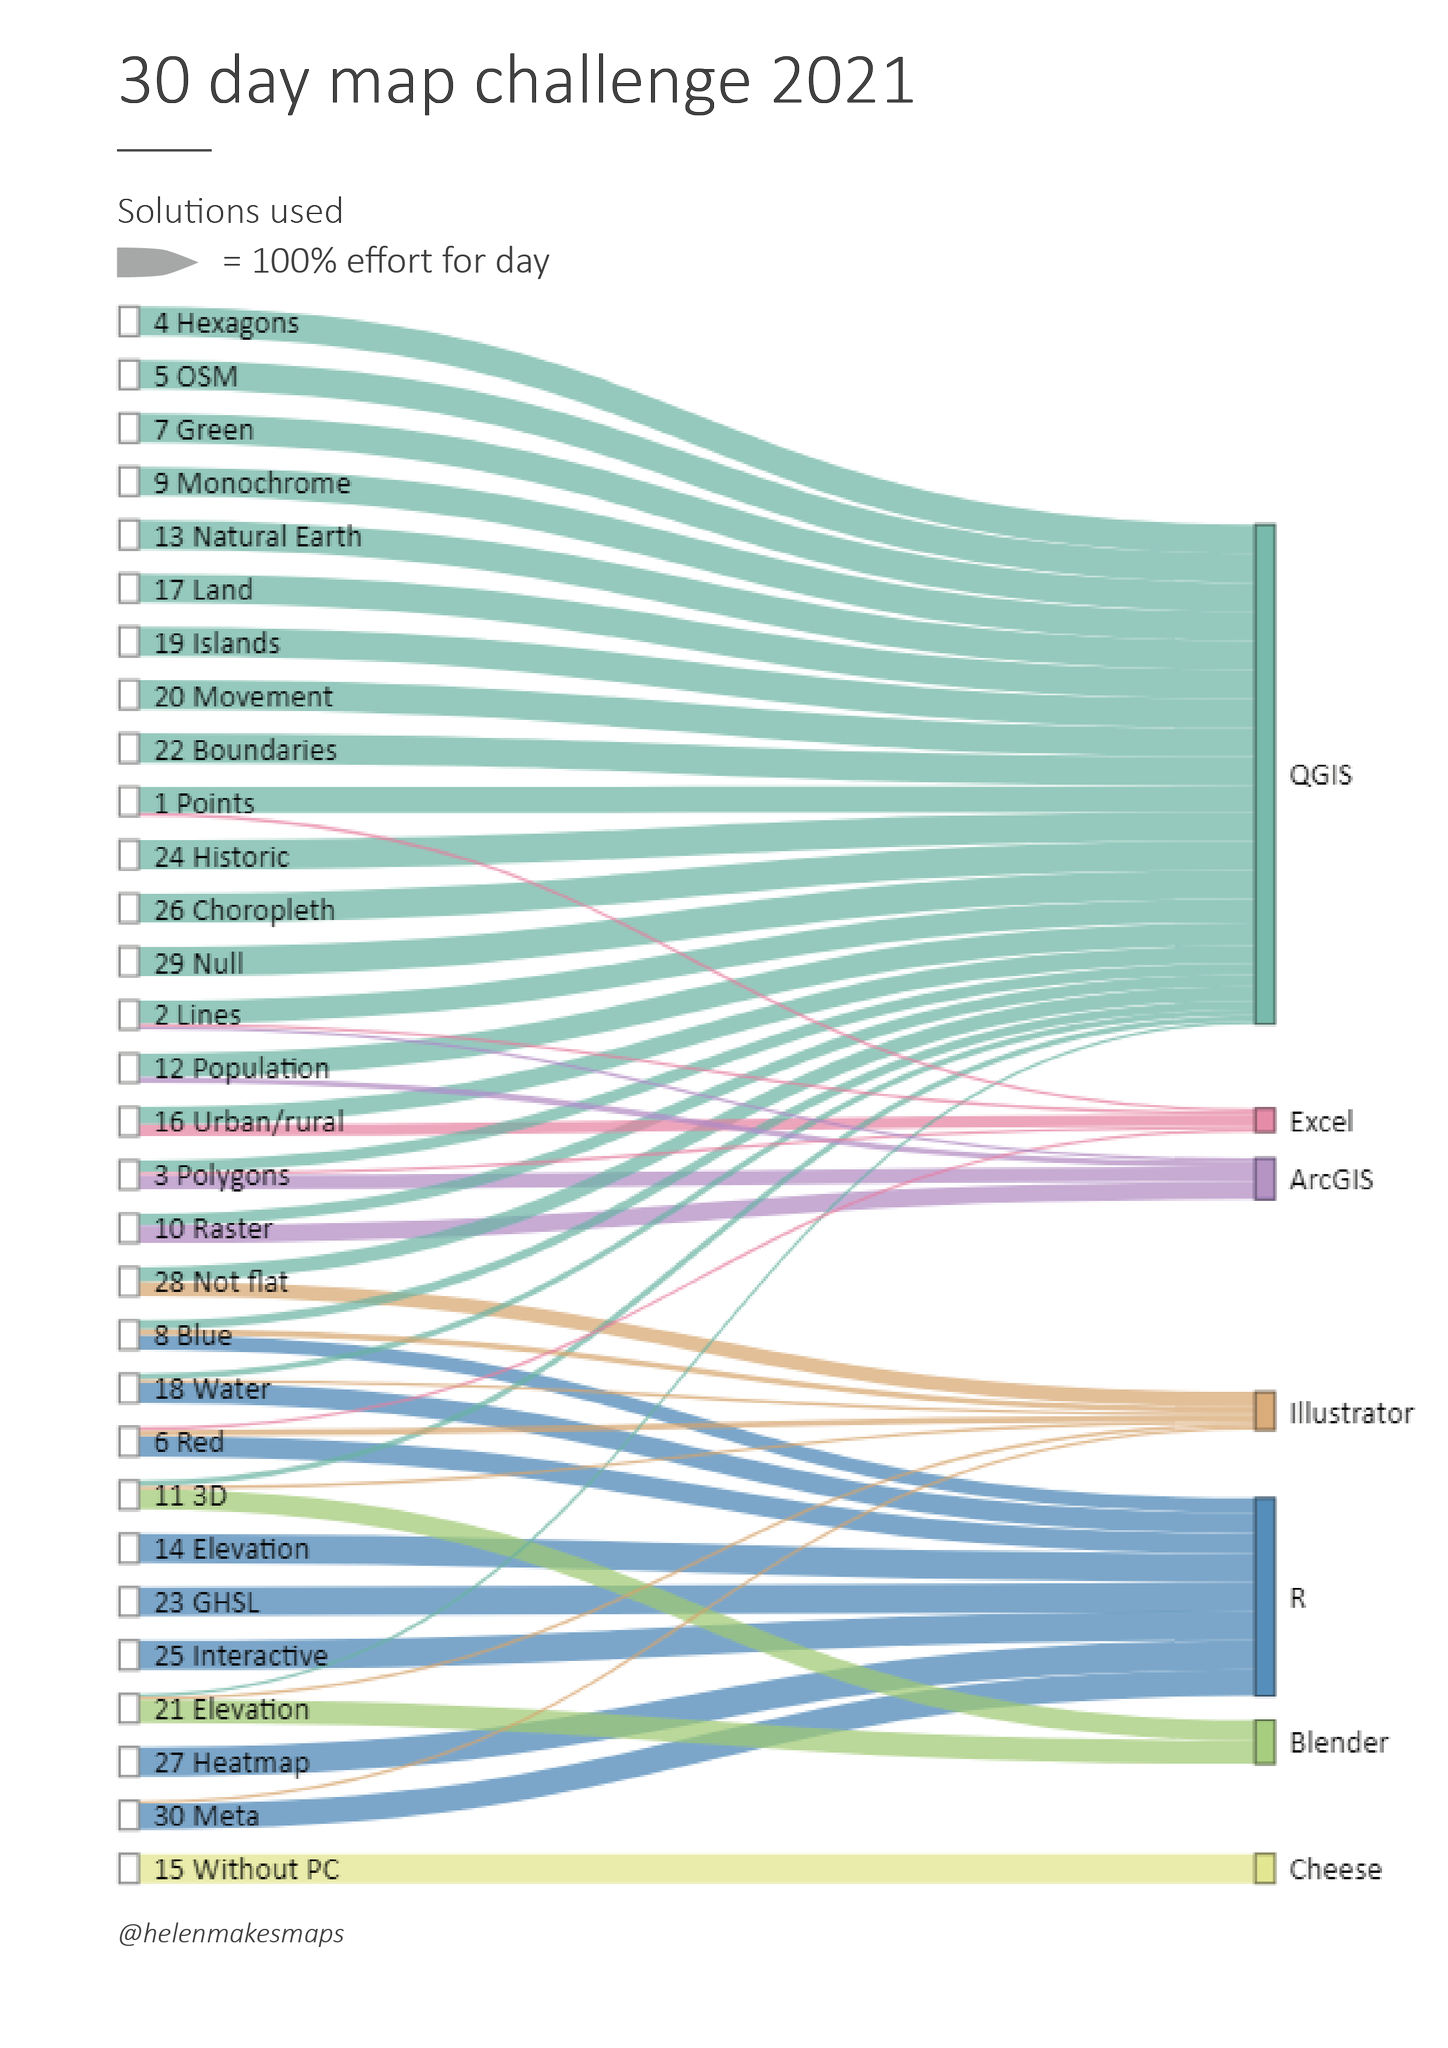 30 day map challenge 2021
Solutions used
= 100% effort for day
4 Hexagons
5 OSM
7 Green
9 Monochrome
13 Natural Earth
17 Land
19 Islands
20 Movement
22 Boundaries
QGIS
1 Points
24 Historic
26 Choropleth
29 Null
2 Lines
12 Population
16 Urban/rural
Excel
3 Polygons
ArcGIS
10 Raster
28 Not flat
8 Blue
18 Water
Illustrator
6 Red
11 3D
14 Elevation
23 GHSL
R
25 Interactive
21 Elevation
Blender
27 Heatmap
30 Meta
15 Without PC
Cheese
@helenmakesmaps